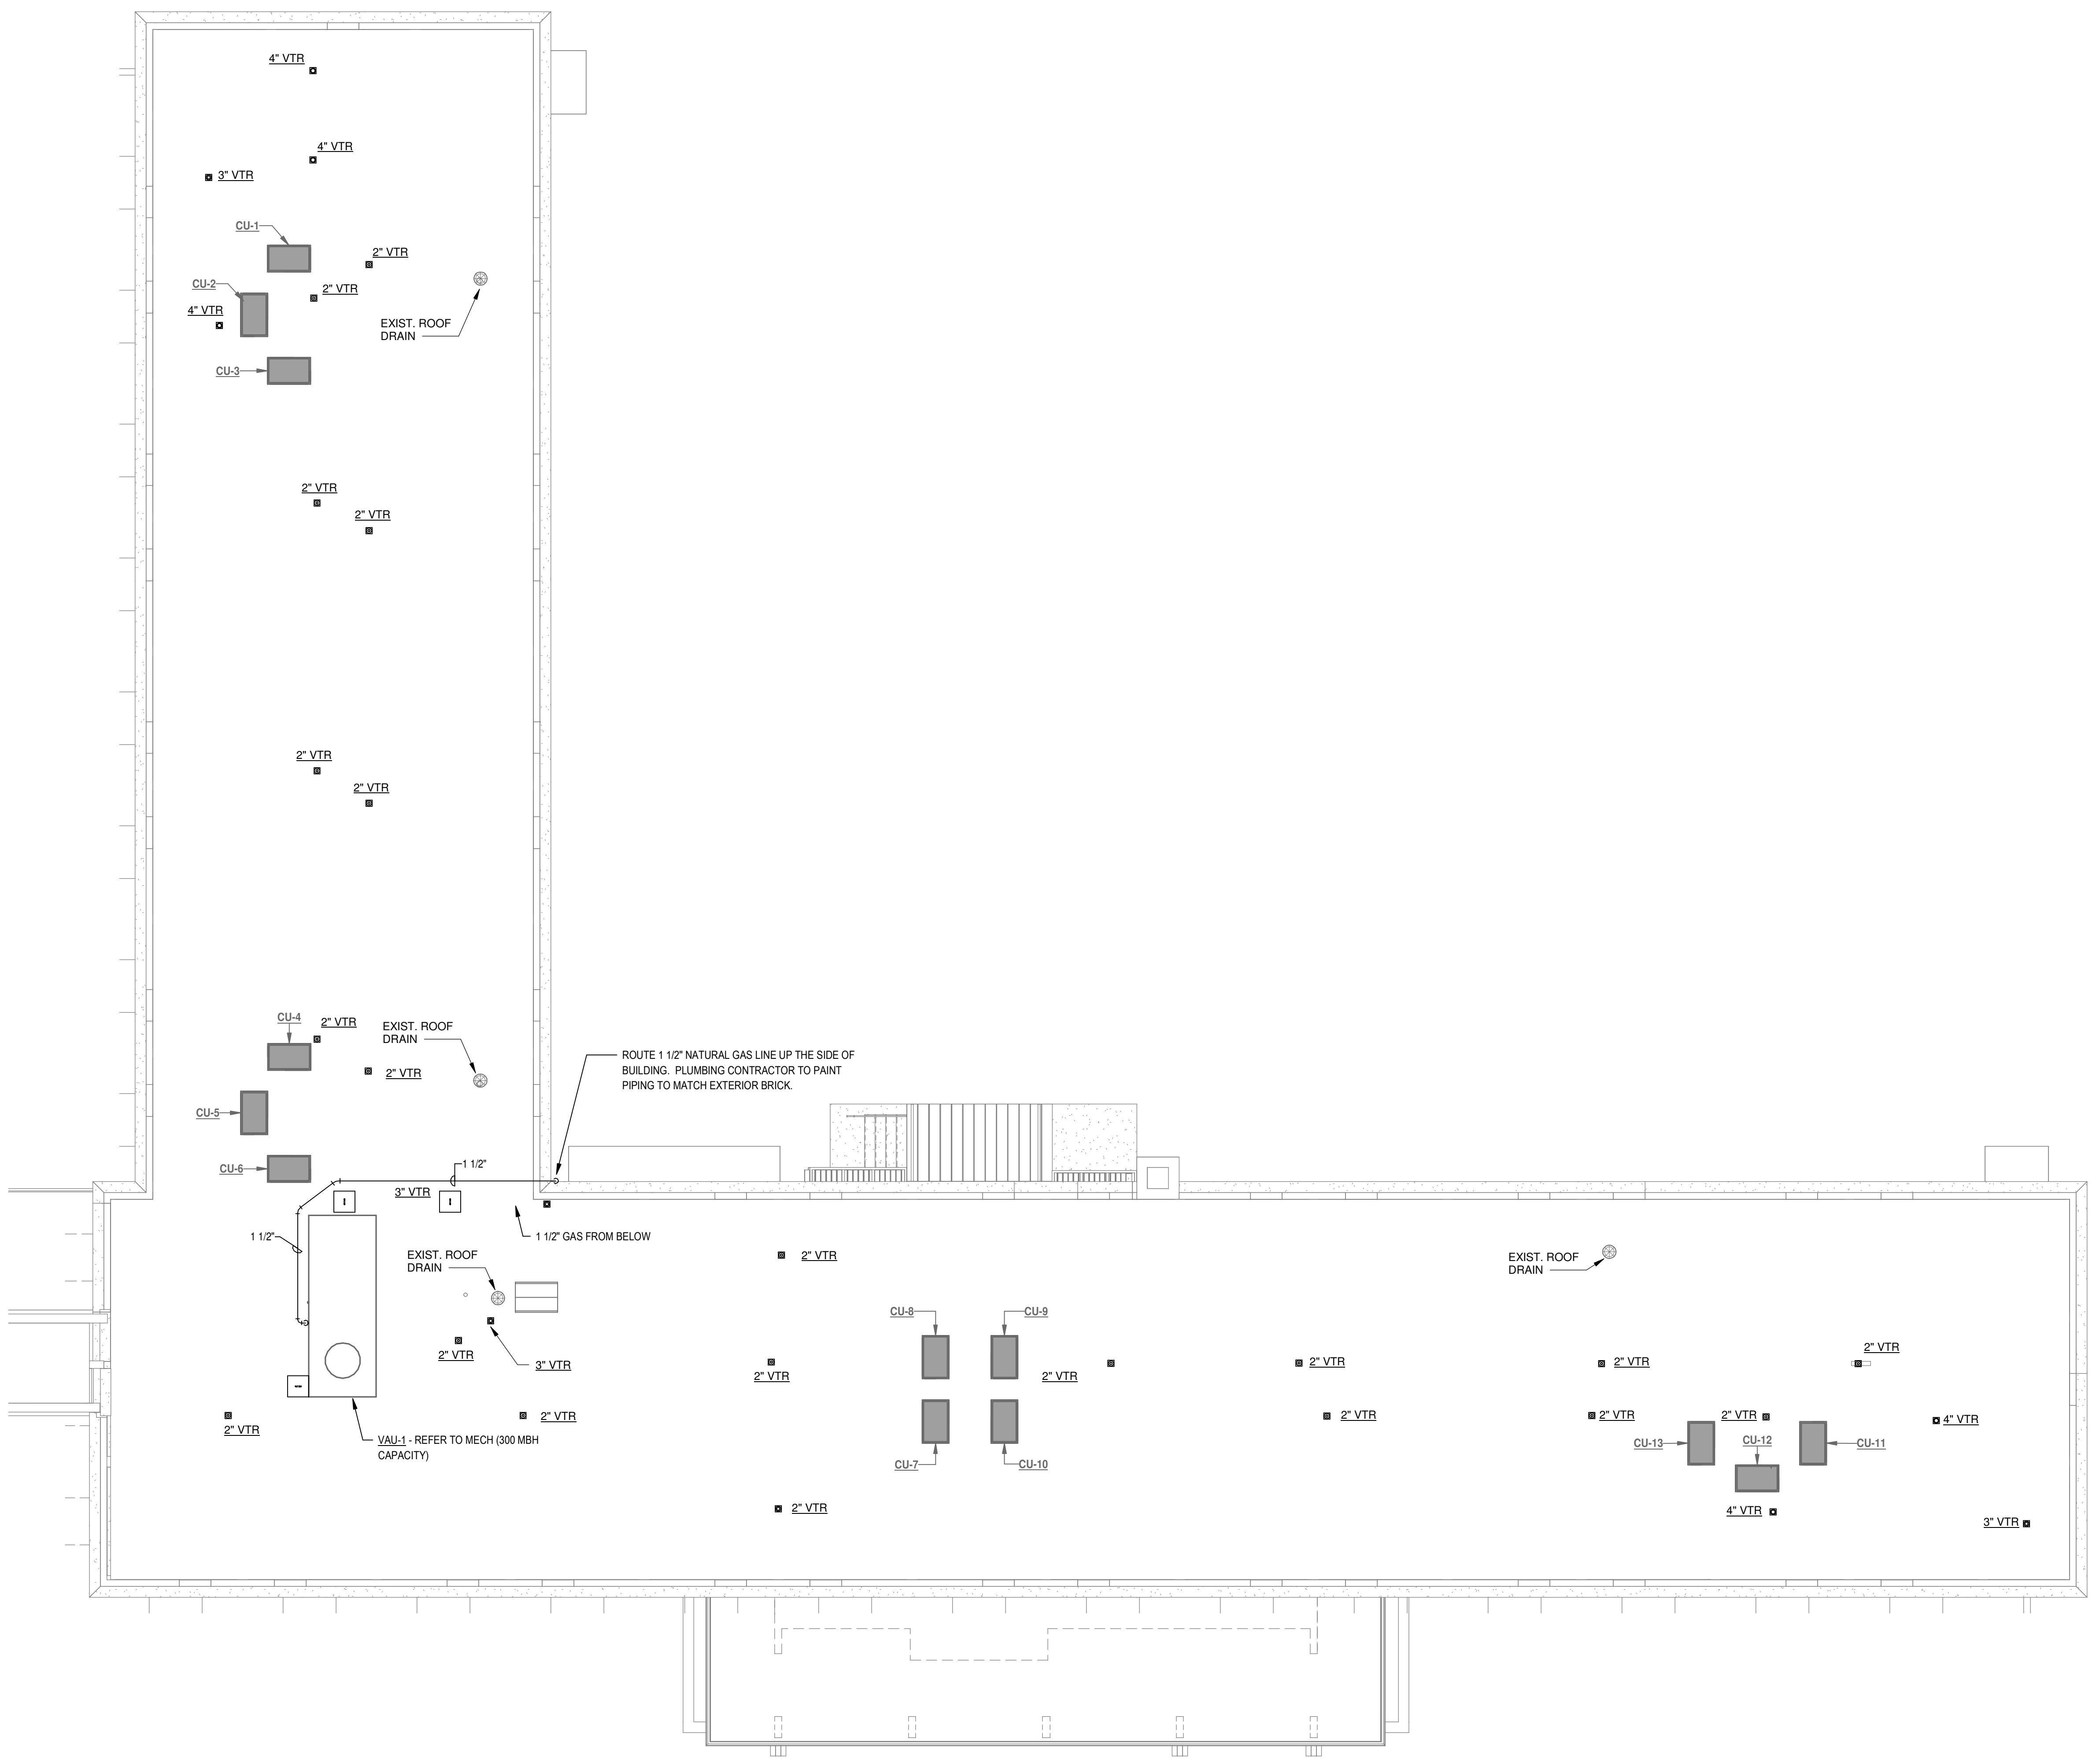 4" VTR
4" VTR
3" VTR
CU-1
2" VTR
CU-2
2" VTR
4" VTR
EXIST. ROOF
DRAIN
CU-3
2" VTR
2" VTR
2" VTR
2" VTR
CU-4
2" VTR
EXIST. ROOF
DRAIN
2" VTR
CU-5
CU-6
ROUTE 1 1/2" NATURAL GAS LINE UP THE SIDE OF
BUILDING. PLUMBING CONTRACTOR TO PAINT
PIPING TO MATCH EXTERIOR BRICK.
1 1/2"
3" VTR
1 1/2"
1 1/2" GAS FROM BELOW
EXIST. ROOF
DRAIN
2" VTR
3" VTR
2" VTR
2" VTR
VAU-1 - REFER TO MECH (300 MBH
CAPACITY)
2" VTR
2" VTR
2" VTR
CU-8
CU-9
CU-7
CU-10
2" VTR
2" VTR
2" VTR
EXIST. ROOF
DRAIN
2" VTR
2" VTR
2" VTR
2" VTR
4" VTR
CU-13
CU-12
CU-11
4" VTR
3" VTR